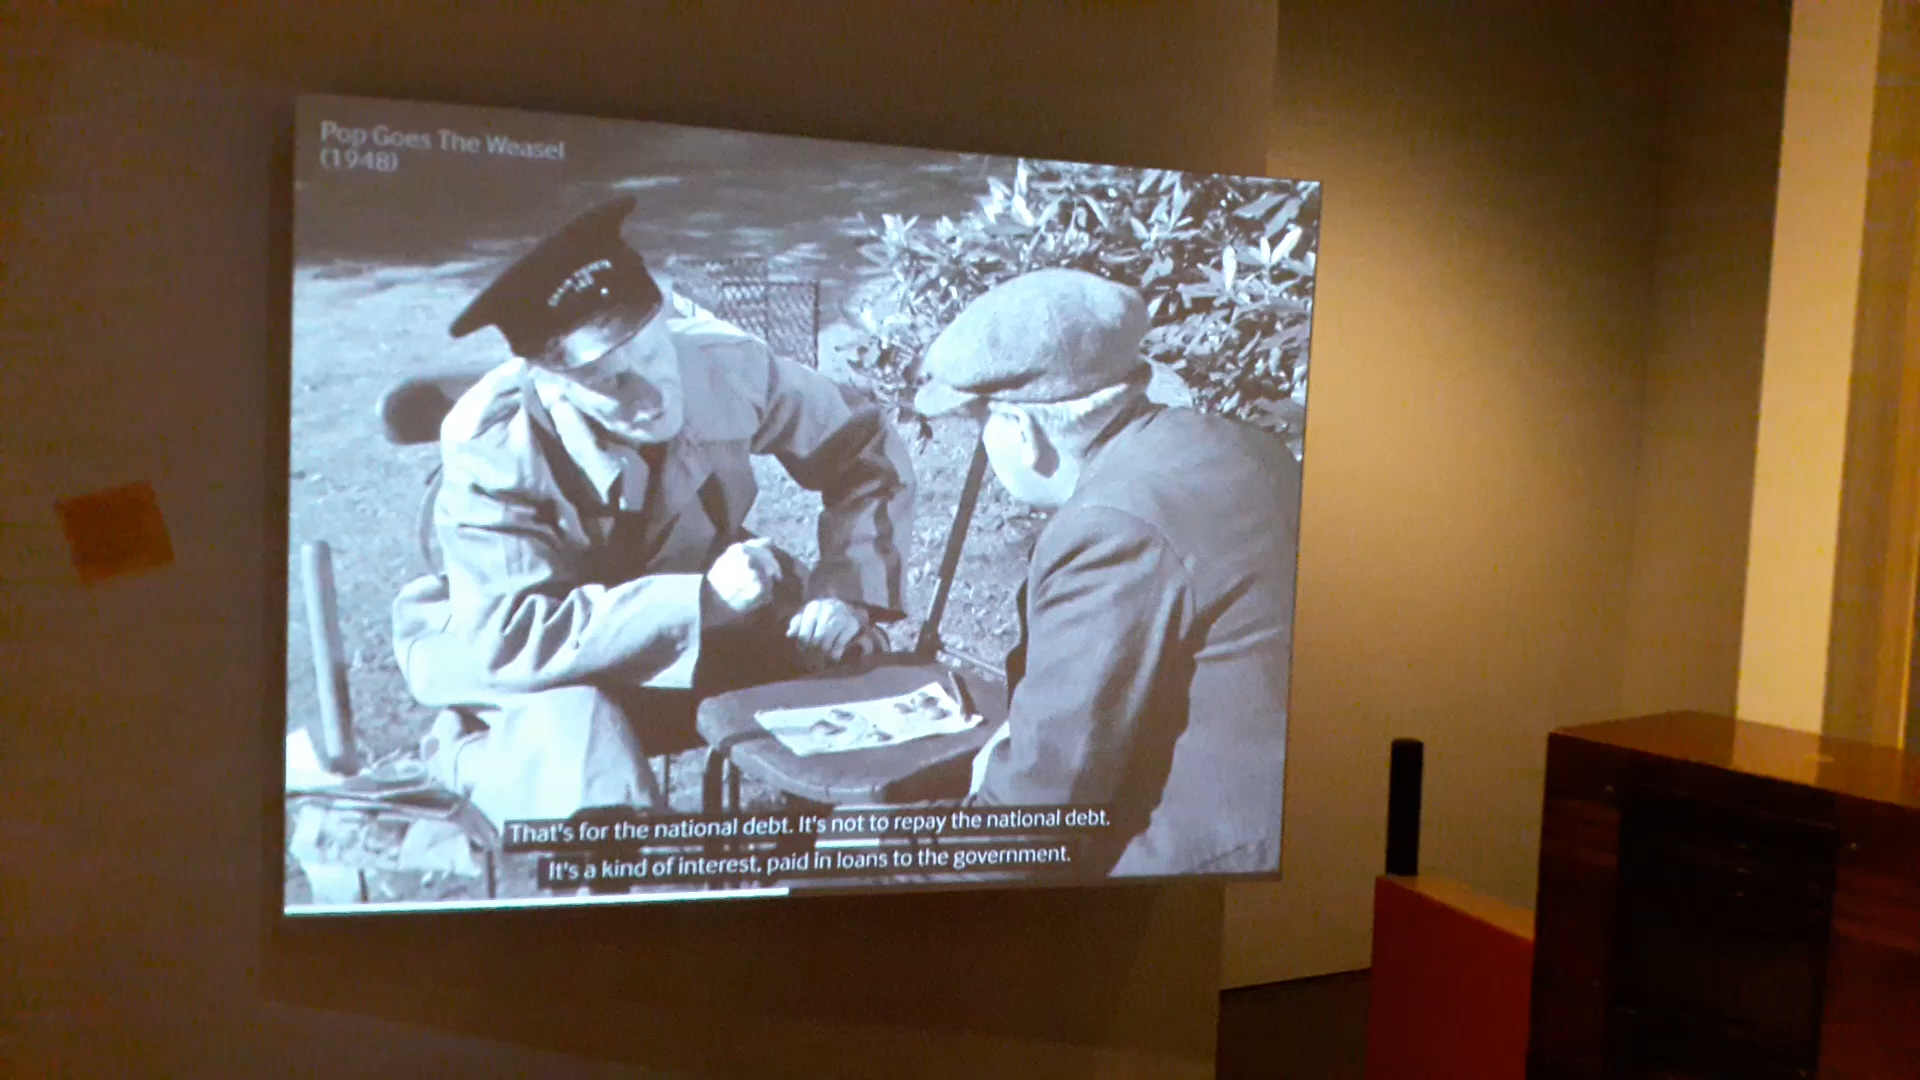 Pop Goes The Weasel
(1948)
That's for the national debt. It's not to repay the national debt.
It's a kind of interest, paid in loans to the government.